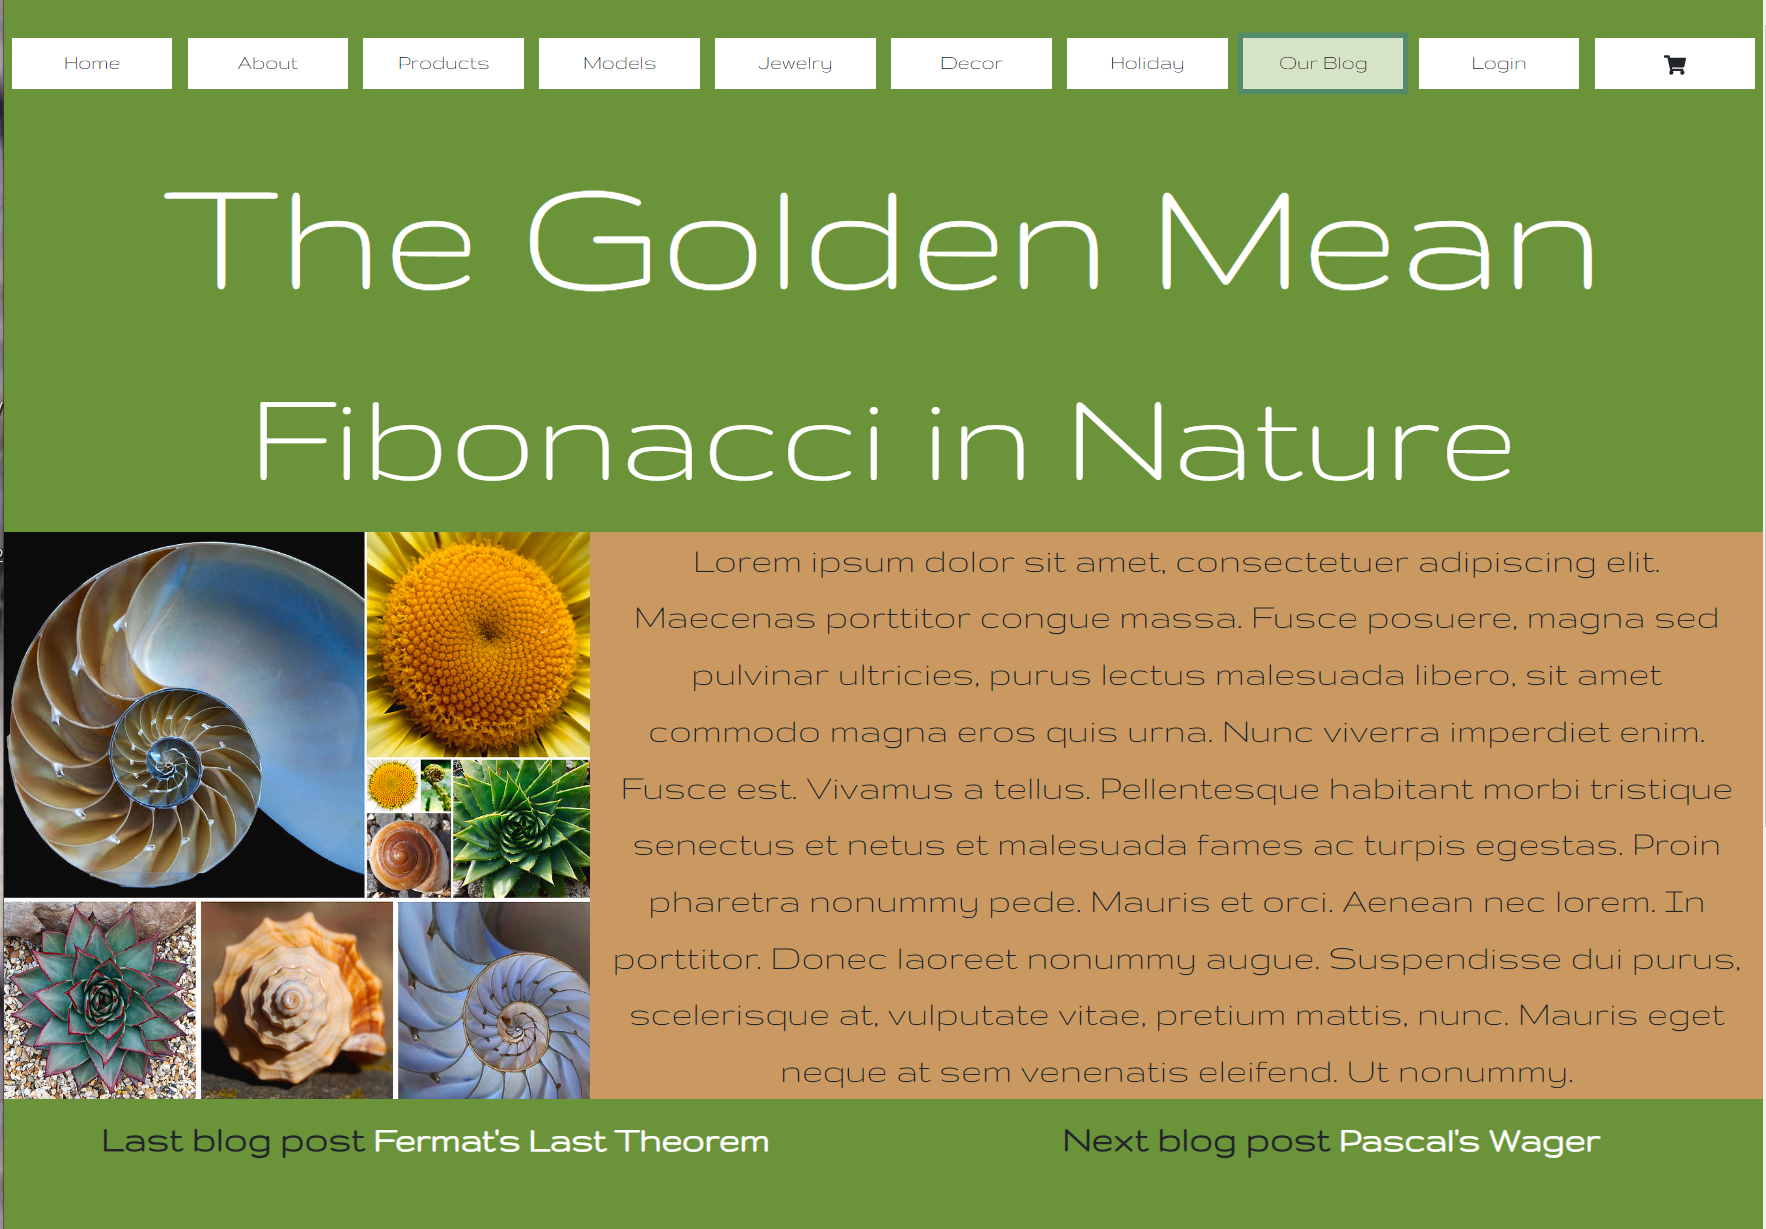 Home About Products Models Jewelry Decor Holiday Our Blog Login
The Golden Mean
Fibonacci in Nature
Lorem ipsum dolor sit amet, consectetuer adipiscing elit.
Maecenas porttitor congue massa. Fusce posuere, magna sed
pulvinar ultricies, purus lectus malesuada libero, sit amet
commodo magna eros quis urna. Nunc viverra imperdiet enim.
Fusce est. Vivamus a tellus. Pellentesque habitant morbi tristique
senectus et netus et malesuada fames ac turpis egestas. Proin
pharetra nonummy pede. Mauris et orci. Aenean nec lorem. In
porttitor. Donec laoreet nonummy augue. Suspendisse dui purus,
scelerisque at, vulputate vitae, pretium mattis, nunc. Mauris eget
neque at sem venenatis eleifend. Ut nonummy.
Last blog post Fermat's Last Theorem
Next blog post Pascal's Wager